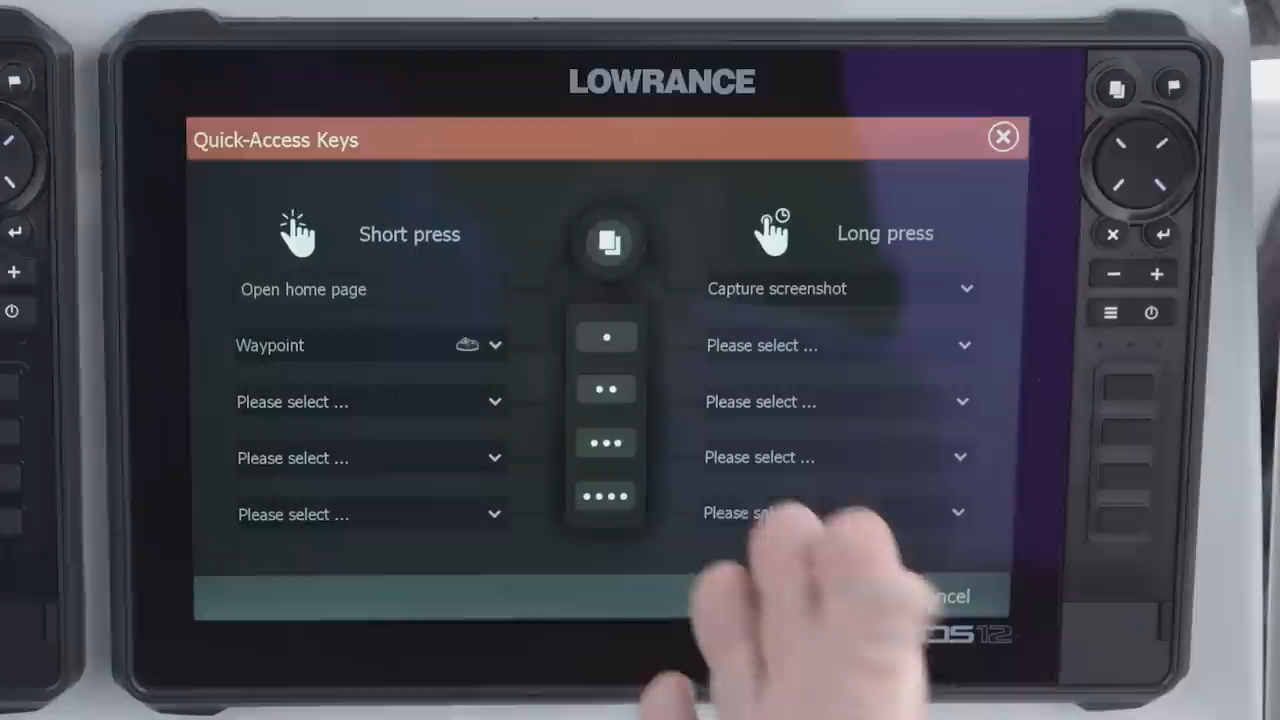 LOWRANCE
Quick-Access Keys
Short press
Long press
Open home page
Capture screenshot
Waypoint
Please select ...
Please select ...
Please select ...
Please select ...
Please select ...
Please select ...
Please